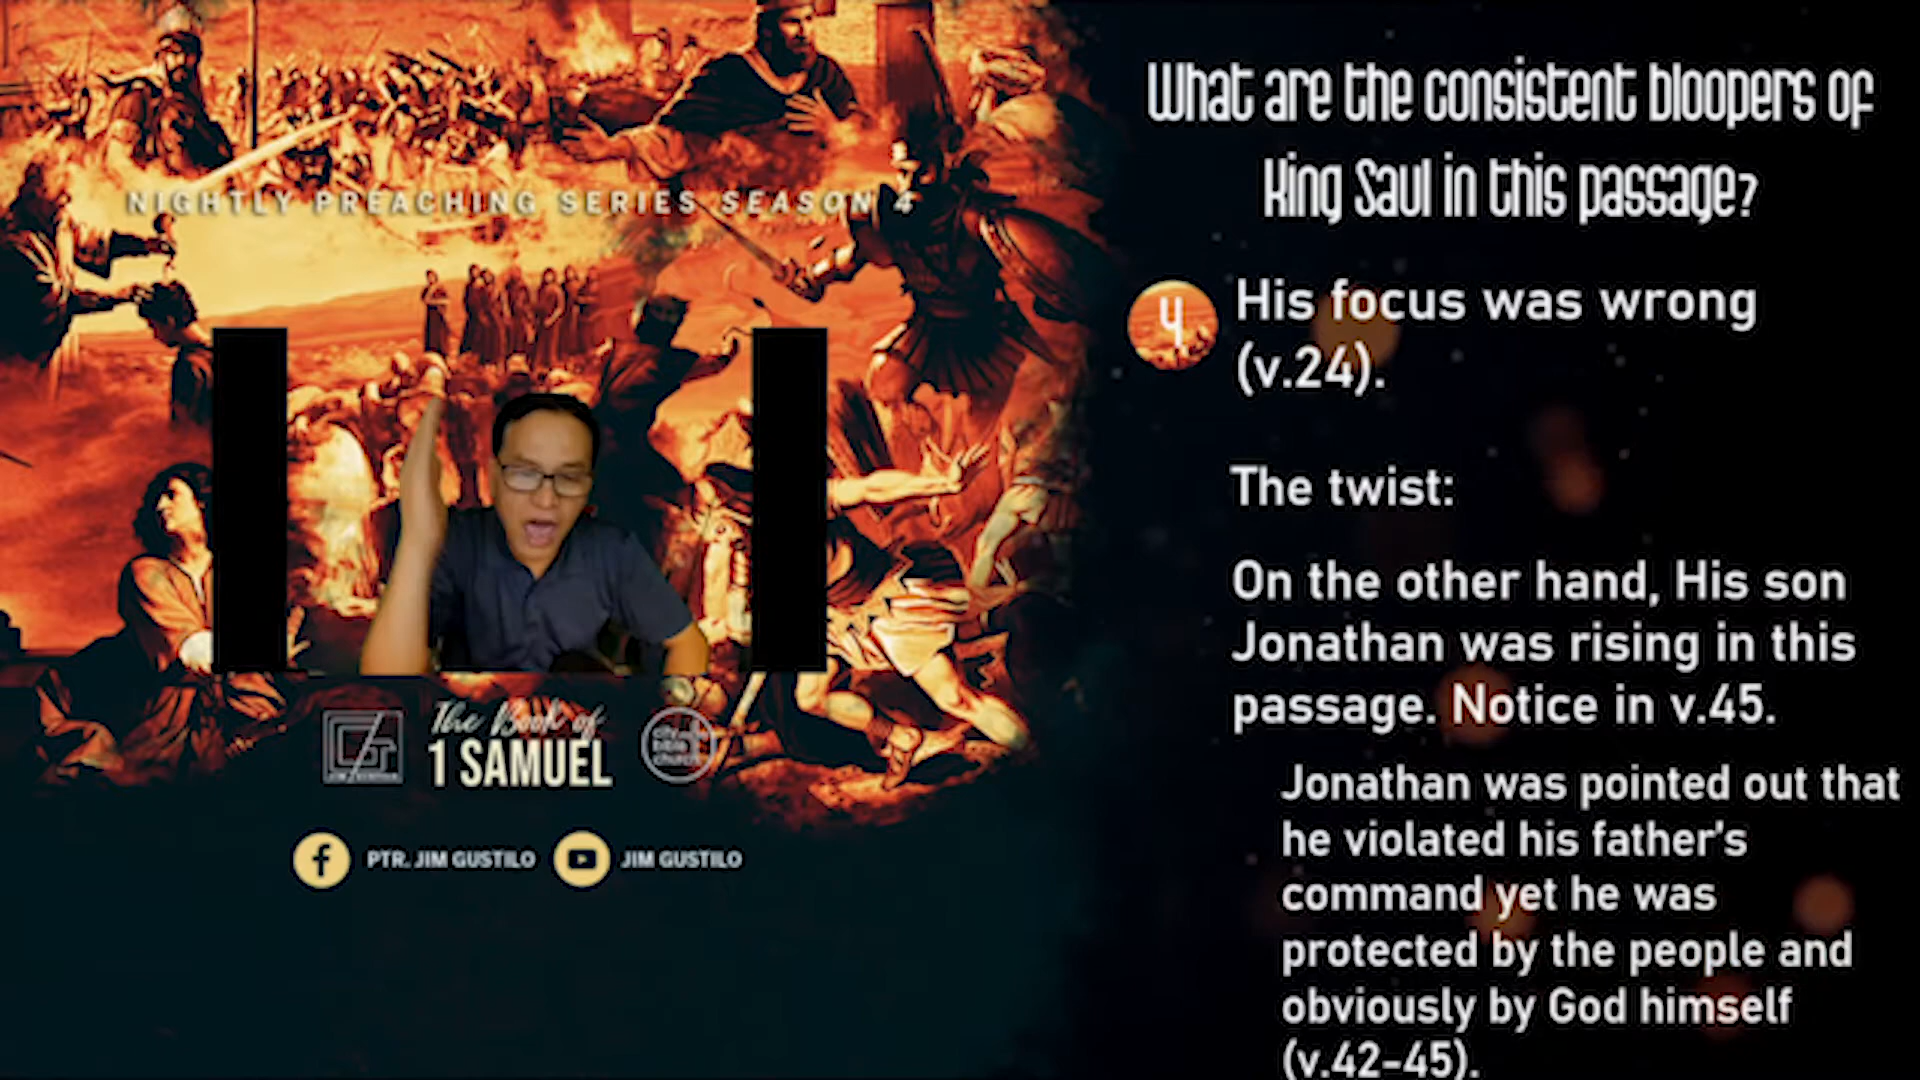 NIGHTLY PREACHING SERIES SEASON 4
The Book of
1 SAMUEL
city
bible
church
PTR. JIM GUSTILO
JIM GUSTILO
What are the consistent bloopers of
King Saul in this passage?
4
His focus was wrong
(v.24).
The twist:
On the other hand, His son
Jonathan was rising in this
passage. Notice in v.45.
Jonathan was pointed out that
he violated his father's
command yet he was
protected by the people and
obviously by God himself
(v.42-45).